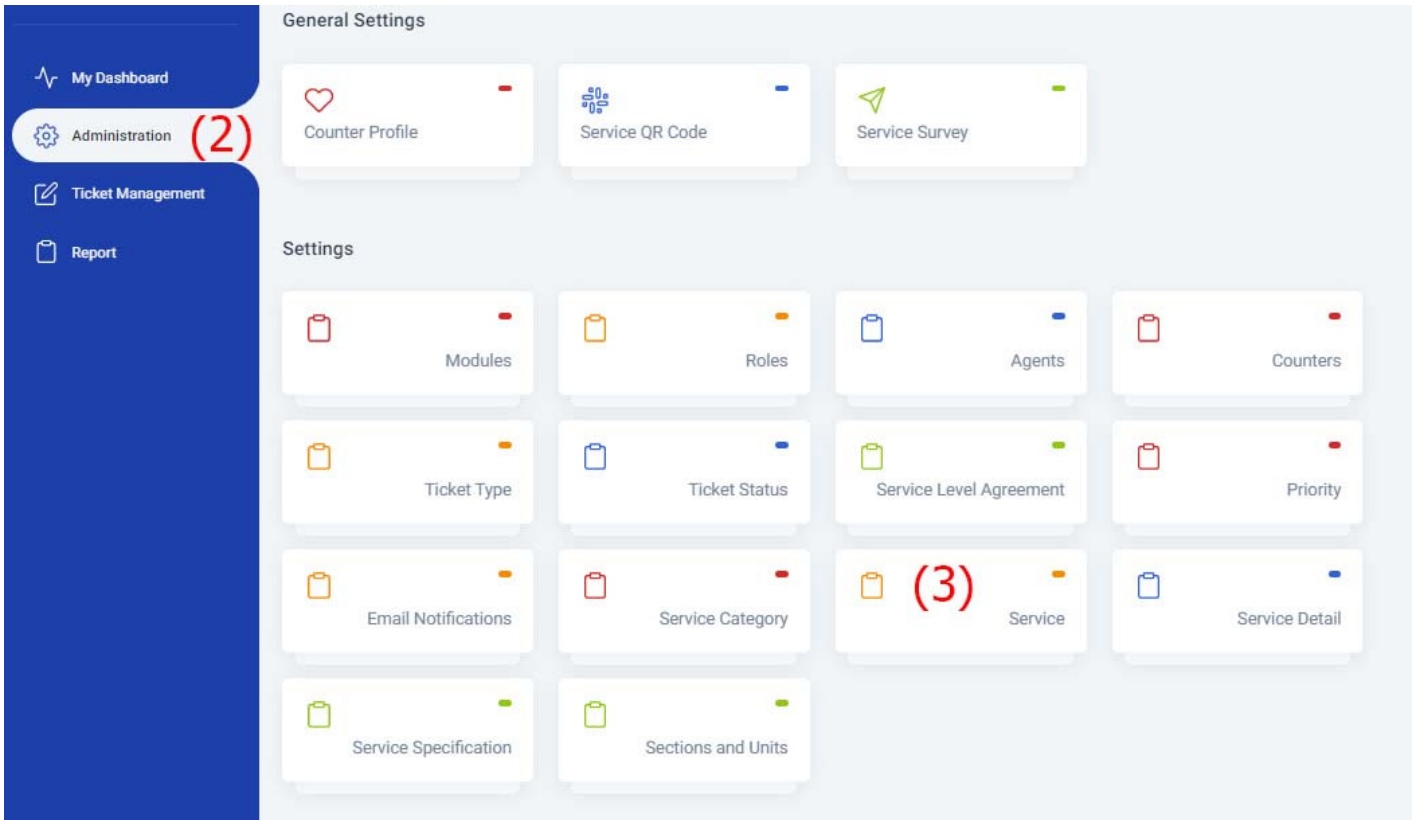 General Settings
My Dashboard
Administration (2)
Ticket Management
Report
Counter Profile
Service QR Code
Service Survey
Settings
Modules
Roles
Agents
Counters
Ticket Type
Ticket Status
Service Level Agreement
Priority
Email Notifications
Service Category
(3)
Service
Service Detail
Service Specification
Sections and Units